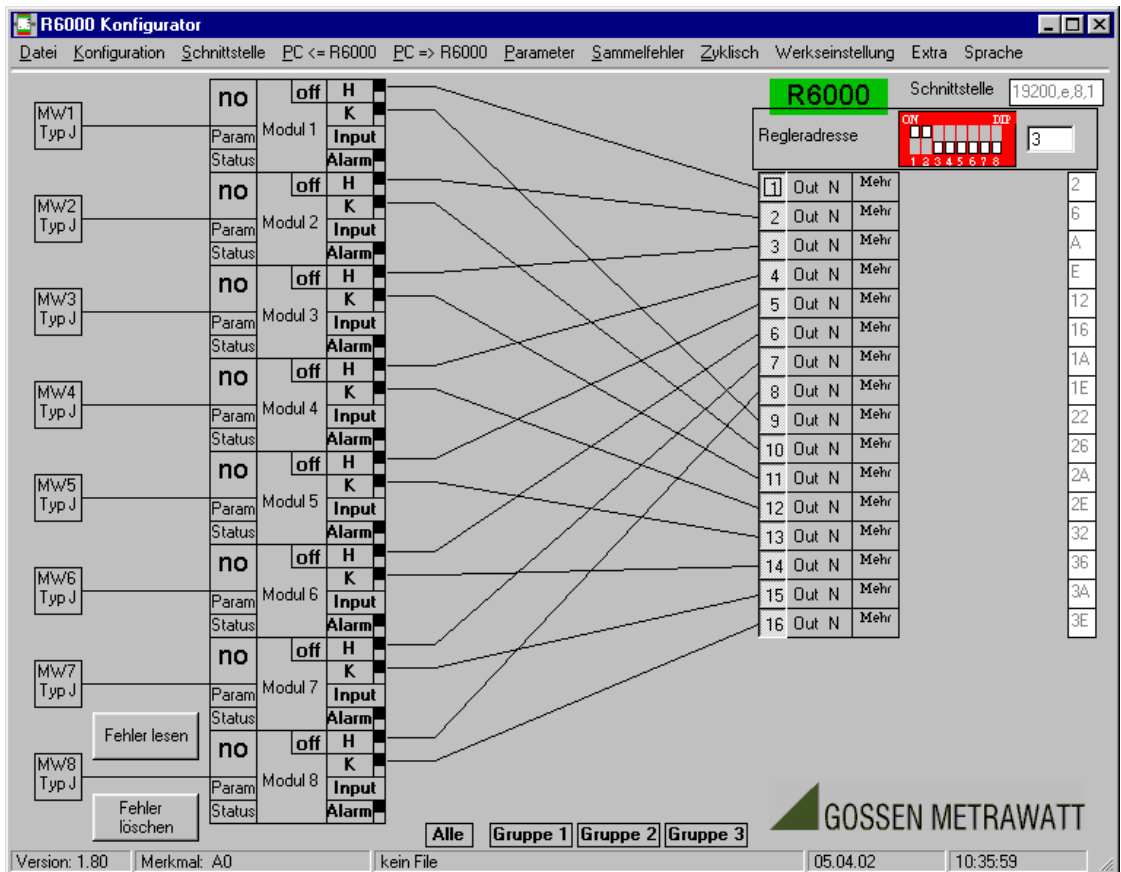 R6000 Konfigurator
Datei Konfiguration Schnittstelle PC <= R6000 PC => R6000 Parameter Sammelfehler Zyklisch Werkseinstellung Extra Sprache
R6000 Schnittstelle 19200,e,8,1
Regleradresse ON DIP 3
1 2 3 4 5 6 7 8
MW1
Typ J
no off H
K
Modul 1
Param Input
Status Alarm
MW2
Typ J
no off H
K
Modul 2
Param Input
Status Alarm
MW3
Typ J
no off H
K
Modul 3
Param Input
Status Alarm
MW4
Typ J
no off H
K
Modul 4
Param Input
Status Alarm
MW5
Typ J
no off H
K
Modul 5
Param Input
Status Alarm
MW6
Typ J
no off H
K
Modul 6
Param Input
Status Alarm
MW7
Typ J
no off H
K
Modul 7
Param Input
Status Alarm
Fehler lesen
MW8
Typ J
no off H
K
Modul 8
Param Input
Status Alarm
Fehler
löschen
1 Out N Mehr 2
2 Out N Mehr 6
3 Out N Mehr A
4 Out N Mehr E
5 Out N Mehr 12
6 Out N Mehr 16
7 Out N Mehr 1A
8 Out N Mehr 1E
9 Out N Mehr 22
10 Out N Mehr 26
11 Out N Mehr 2A
12 Out N Mehr 2E
13 Out N Mehr 32
14 Out N Mehr 36
15 Out N Mehr 3A
16 Out N Mehr 3E
GOSSEN METRAWATT
Alle Gruppe 1 Gruppe 2 Gruppe 3
Version: 1.80 Merkmal: A0 kein File 05.04.02 10:35:59